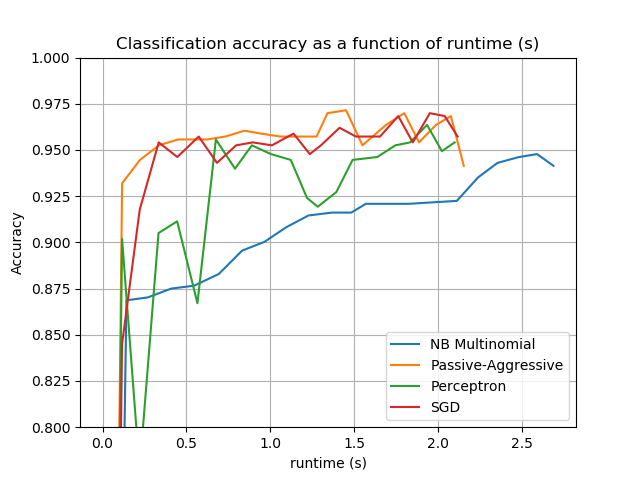 Classification accuracy as a function of runtime (s)
1.000
0.975
0.950
0.925
0.900
0.875
0.850
0.825
0.800
Accuracy
NB Multinomial
Passive-Aggressive
Perceptron
SGD
0.0 0.5 1.0 1.5 2.0 2.5
runtime (s)